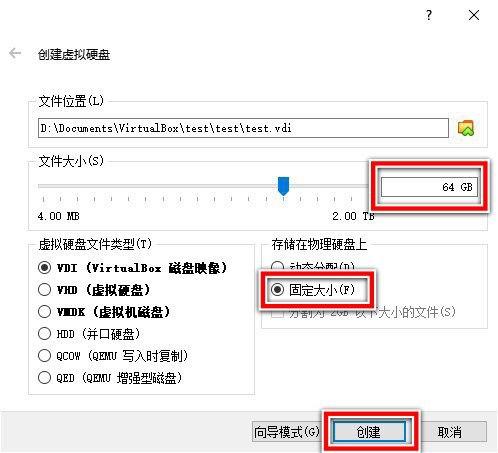 ?
创建虚拟硬盘
文件位置(L)
D:\Documents\VirtualBox\test\test\test.vdi
文件大小(S)
64 GB
4.00 MB 2.00 TB
虚拟硬盘文件类型(T)
VDI (VirtualBox 磁盘映像)
VHD (虚拟硬盘)
VMDK (虚拟机磁盘)
HDD (并口硬盘)
QCOW (QEMU 写入时复制)
QED (QEMU 增强型磁盘)
存储在物理硬盘上
动态分配(D)
固定大小(F)
分割为 2GB 以下大小的文件(S)
向导模式(G) 创建 取消